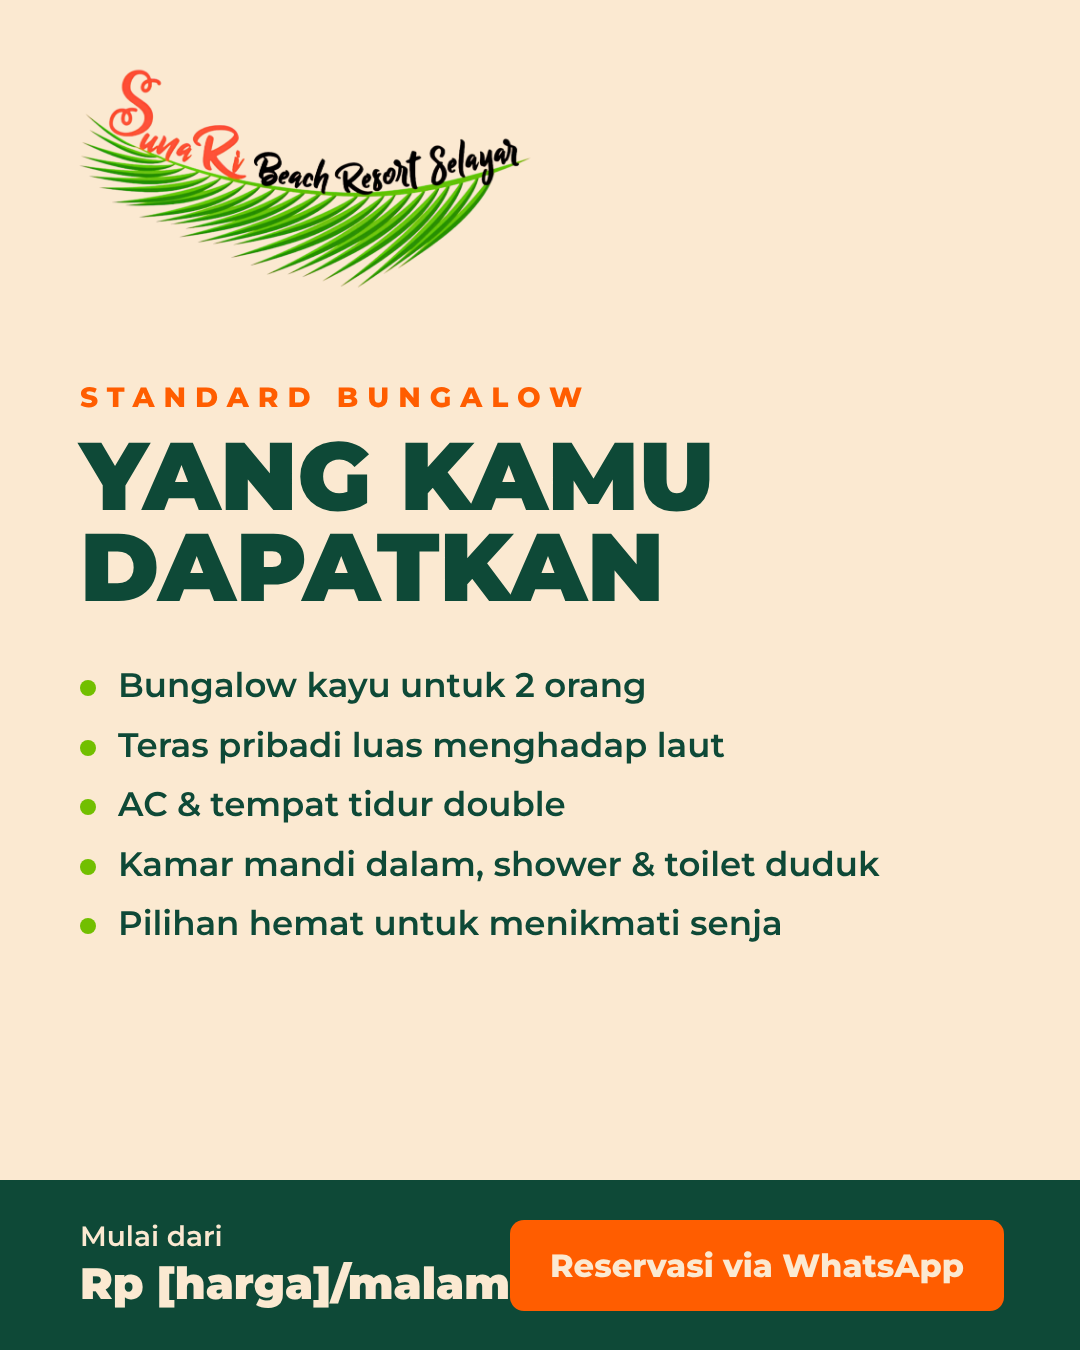 SunaRi Beach Resort Selayar
STANDARD BUNGALOW
YANG KAMU
DAPATKAN
Bungalow kayu untuk 2 orang
Teras pribadi luas menghadap laut
AC & tempat tidur double
Kamar mandi dalam, shower & toilet duduk
Pilihan hemat untuk menikmati senja
Mulai dari
Rp [harga]/malam
Reservasi via WhatsApp